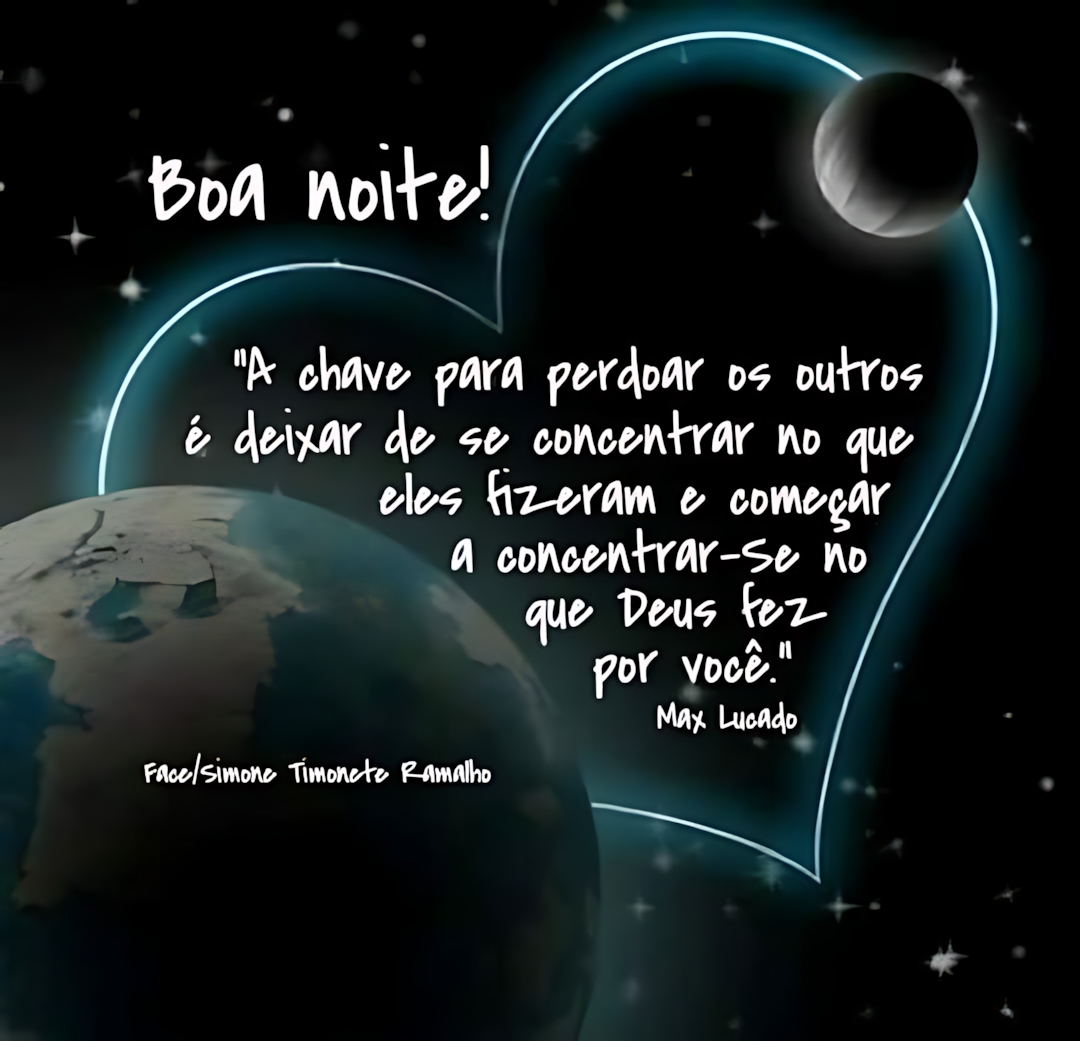 Boa noite!
"A chave para perdoar os outros
é deixar de se concentrar no que
eles fizeram e começar
a concentrar-Se no
que Deus fez
por você."
Max Lucado
Face/Simone Timonete Ramalho